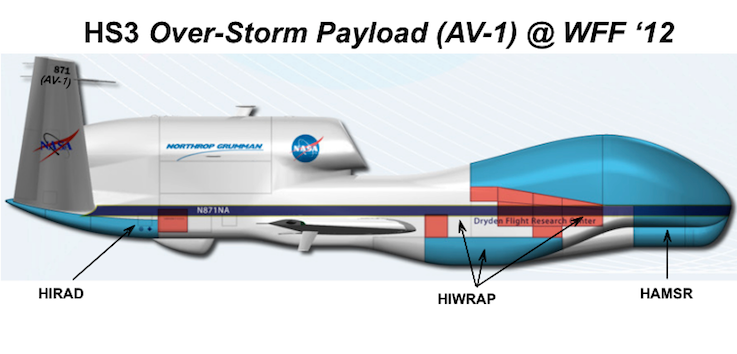 HS3 Over-Storm Payload (AV-1) @ WFF ‘12
871
(AV-1)
NASA
NORTHROP GRUMMAN
NASA
N871NA
Dryden Flight Research Center
HIRAD
HIWRAP
HAMSR